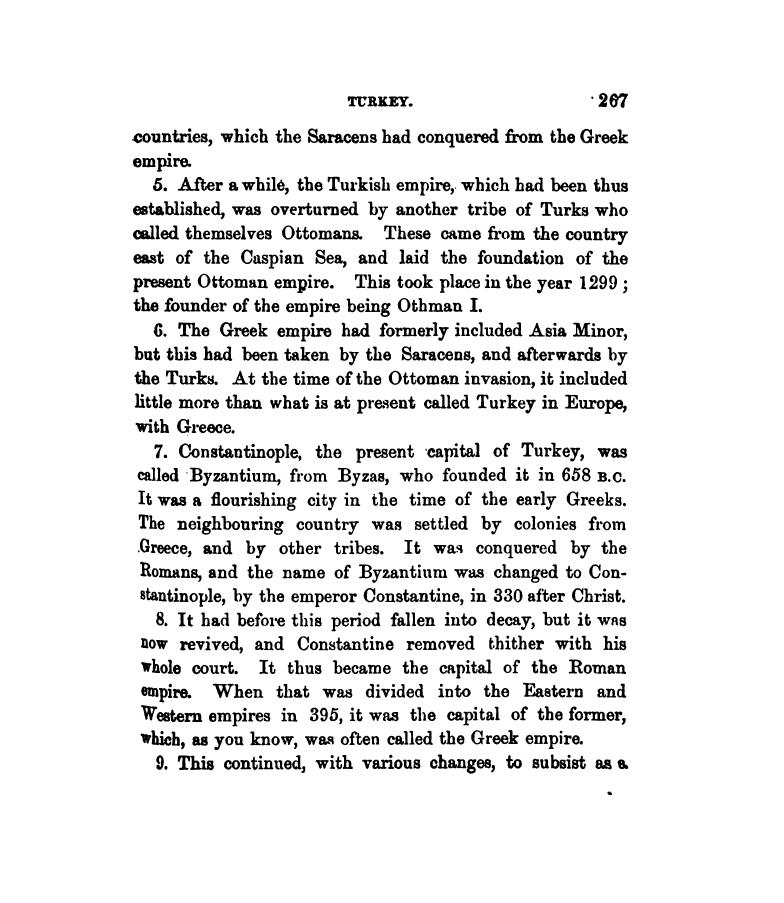 TURKEY. 267
countries, which the Saracens had conquered from the Greek
empire.
5. After a while, the Turkish empire, which had been thus
established, was overturned by another tribe of Turks who
called themselves Ottomans. These came from the country
east of the Caspian Sea, and laid the foundation of the
present Ottoman empire. This took place in the year 1299;
the founder of the empire being Othman I.
6. The Greek empire had formerly included Asia Minor,
but this had been taken by the Saracens, and afterwards by
the Turks. At the time of the Ottoman invasion, it included
little more than what is at present called Turkey in Europe,
with Greece.
7. Constantinople, the present capital of Turkey, was
called Byzantium, from Byzas, who founded it in 658 B.C.
It was a flourishing city in the time of the early Greeks.
The neighbouring country was settled by colonies from
Greece, and by other tribes. It was conquered by the
Romans, and the name of Byzantium was changed to Con-
stantinople, by the emperor Constantine, in 330 after Christ.
8. It had before this period fallen into decay, but it was
now revived, and Constantine removed thither with his
whole court. It thus became the capital of the Roman
empire. When that was divided into the Eastern and
Western empires in 395, it was the capital of the former,
which, as you know, was often called the Greek empire.
9. This continued, with various changes, to subsist as a